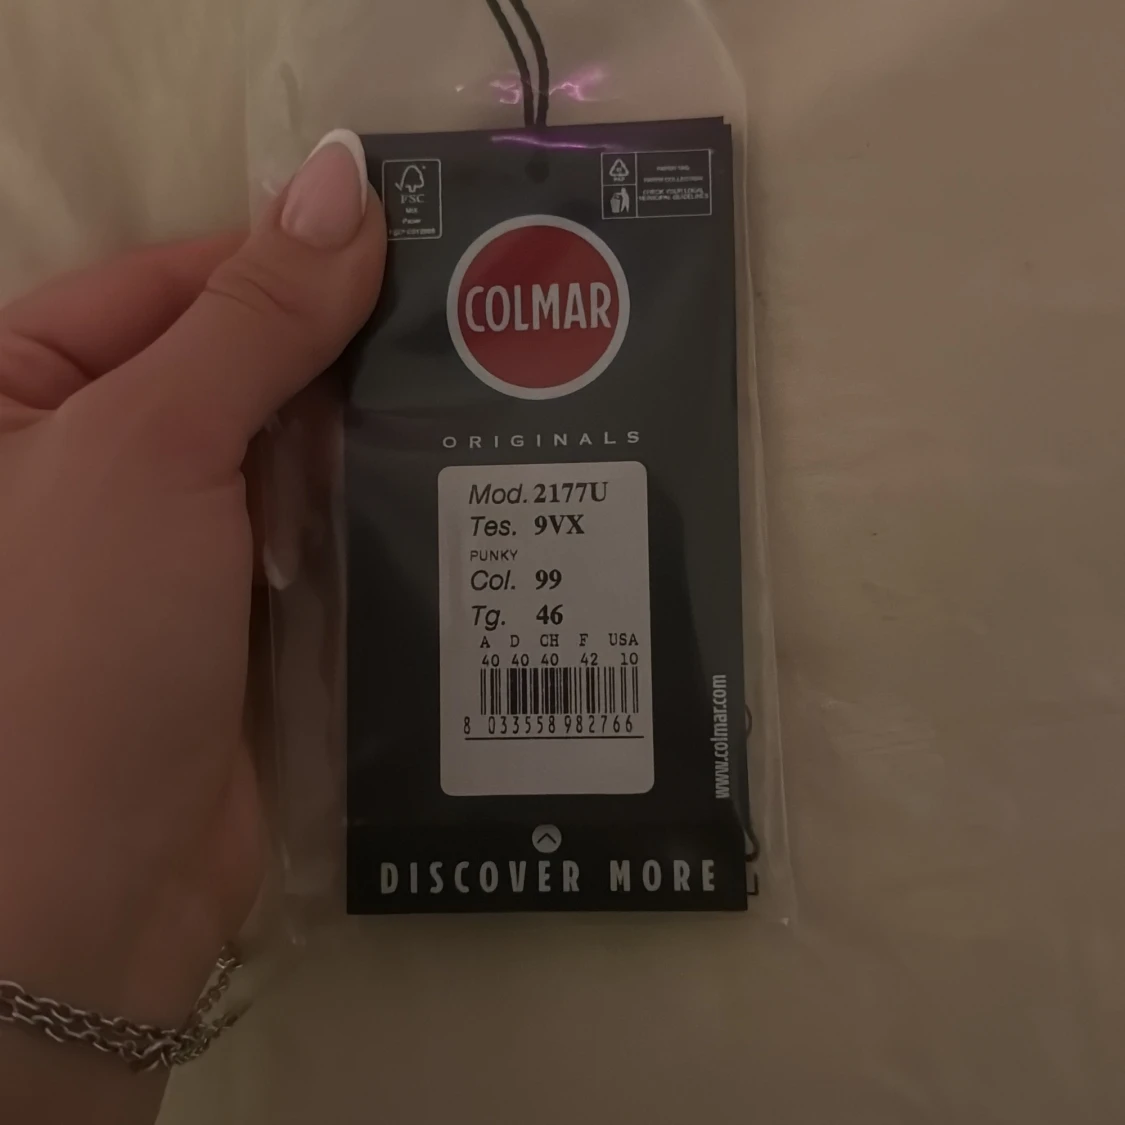 FSC
COLMAR
ORIGINALS
Mod. 2177U
Tes. 9VX
PUNKY
Col. 99
Tg. 46
A D CH F USA
40 40 40 42 10
8 033558 982766
www.colmar.com
DISCOVER MORE